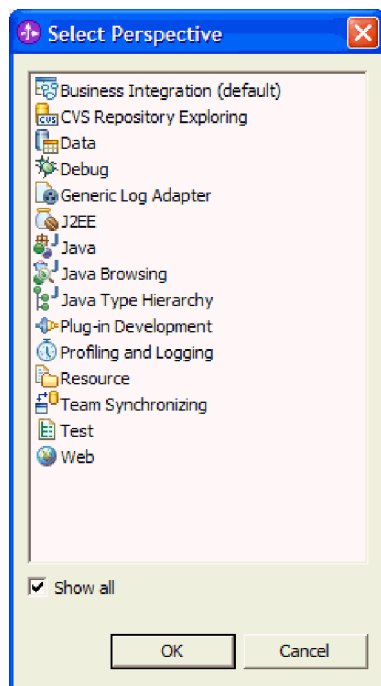 Select Perspective
Business Integration (default)
CVS Repository Exploring
Data
Debug
Generic Log Adapter
J2EE
Java
Java Browsing
Java Type Hierarchy
Plug-in Development
Profiling and Logging
Resource
Team Synchronizing
Test
Web
Show all
OK
Cancel